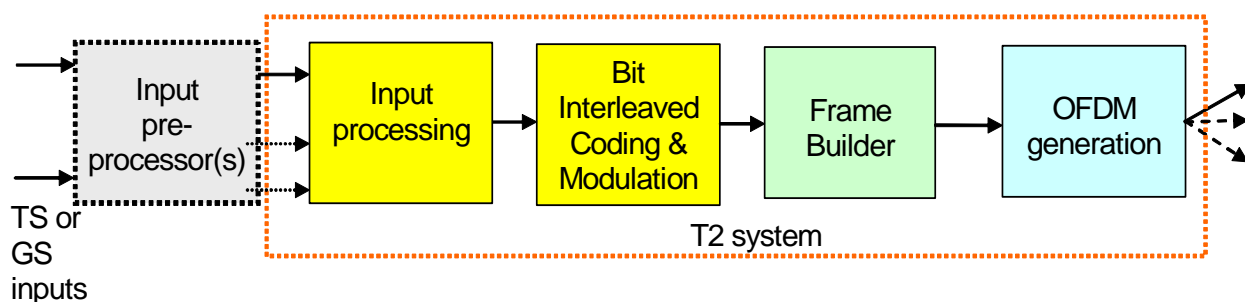 Input
pre-
processor(s)
TS or
GS
inputs
Input
processing
Bit
Interleaved
Coding &
Modulation
Frame
Builder
OFDM
generation
T2 system